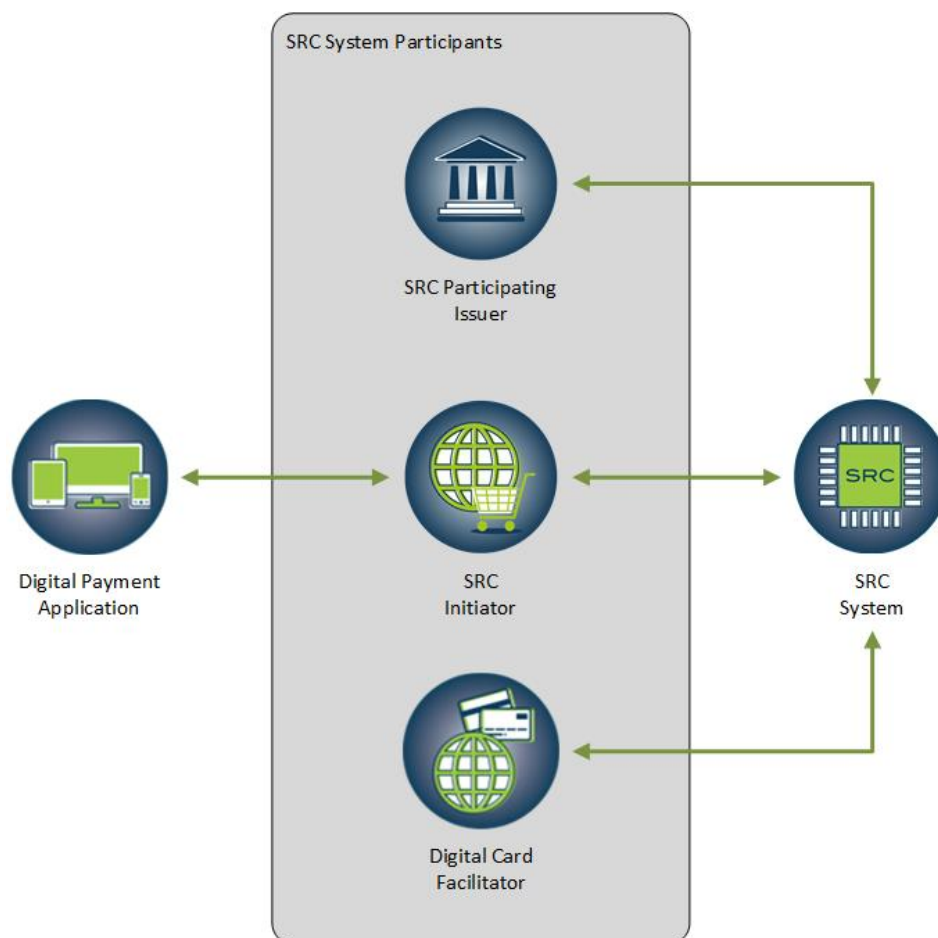 SRC System Participants
SRC Participating
Issuer
Digital Payment
Application
SRC
Initiator
SRC
SRC
System
Digital Card
Facilitator